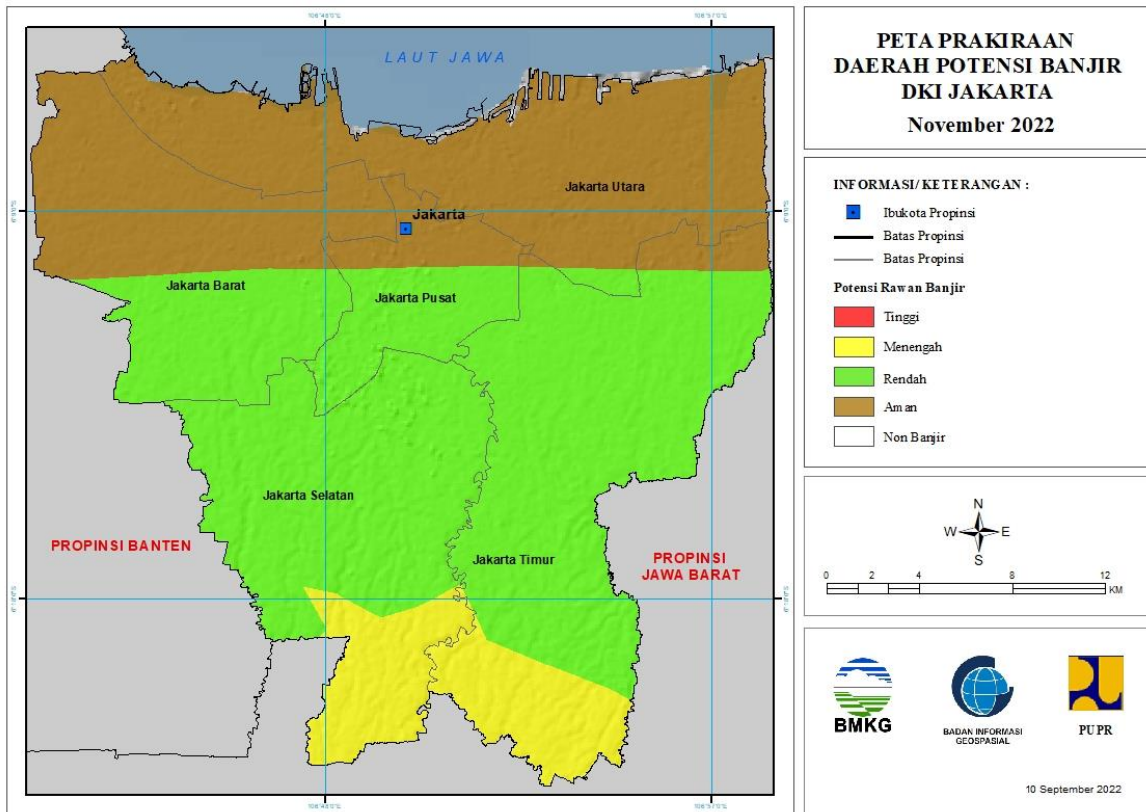 PETA PRAKIRAAN
DAERAH POTENSI BANJIR
DKI JAKARTA
November 2022
LAUT JAWA
Jakarta Utara
Jakarta
Jakarta Barat
Jakarta Pusat
Jakarta Selatan
Jakarta Timur
PROPINSI BANTEN
PROPINSI
JAWA BARAT
INFORMASI/ KETERANGAN :
Ibukota Propinsi
Batas Propinsi
Batas Propinsi
Potensi Rawan Banjir
Tinggi
Menengah
Rendah
Aman
Non Banjir
N
W E
S
0 2 4 8 12
KM
BMKG
BADAN INFORMASI
GEOSPASIAL
PUPR
10 September 2022